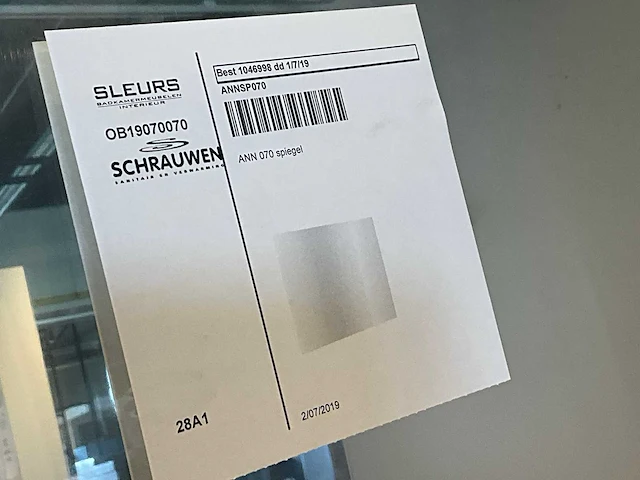 SLEURS
BADKAMERMEUBELEN
INTERIEUR
OB19070070
SCHRAUWEN
SANITAIR EN VERWARMING
28A1
Best 1046998 dd 1/7/19
ANNSP070
ANN 070 spiegel
2/07/2019